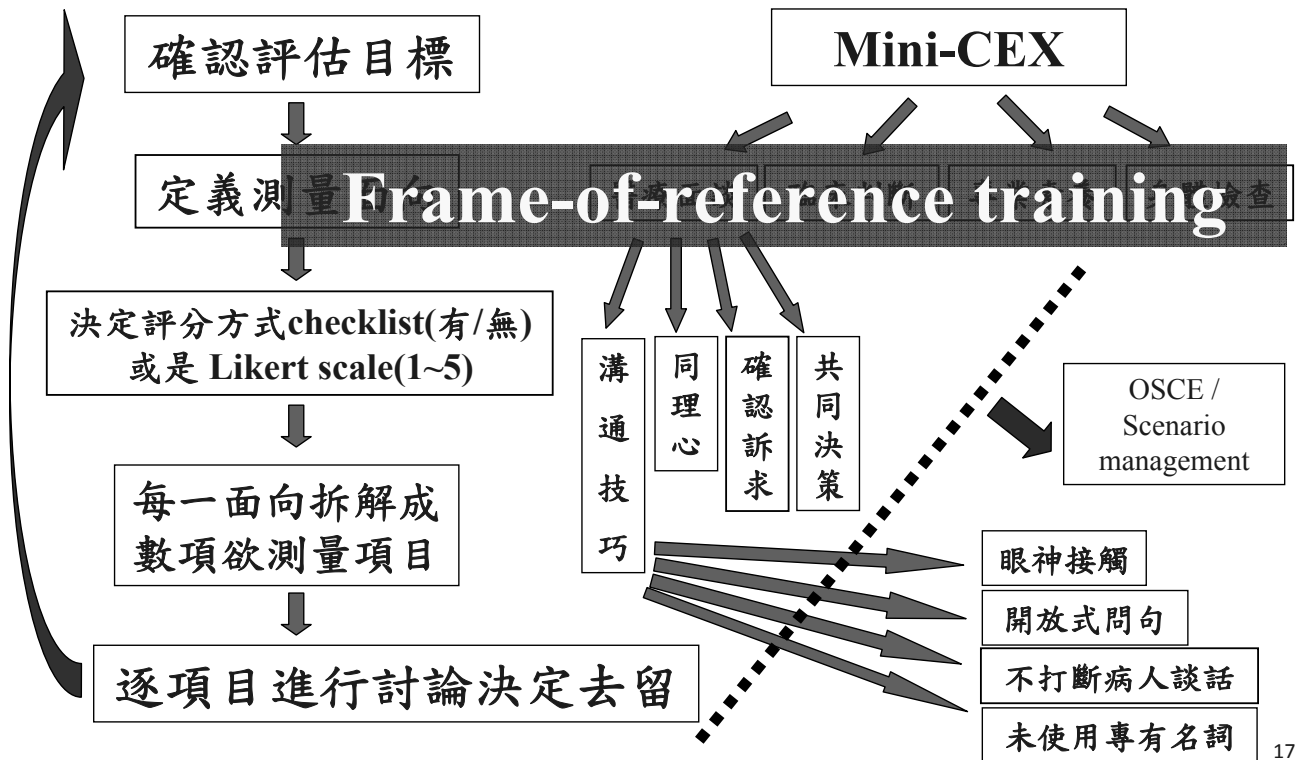 確認評估目標
Mini-CEX
定義測量面向
Frame-of-reference training
決定評分方式checklist(有/無)
或是 Likert scale(1~5)
每一面向拆解成
數項欲測量項目
逐項目進行討論決定去留
溝通技巧
同理心
確認訴求
共同決策
OSCE /
Scenario
management
眼神接觸
開放式問句
不打斷病人談話
未使用專有名詞
17